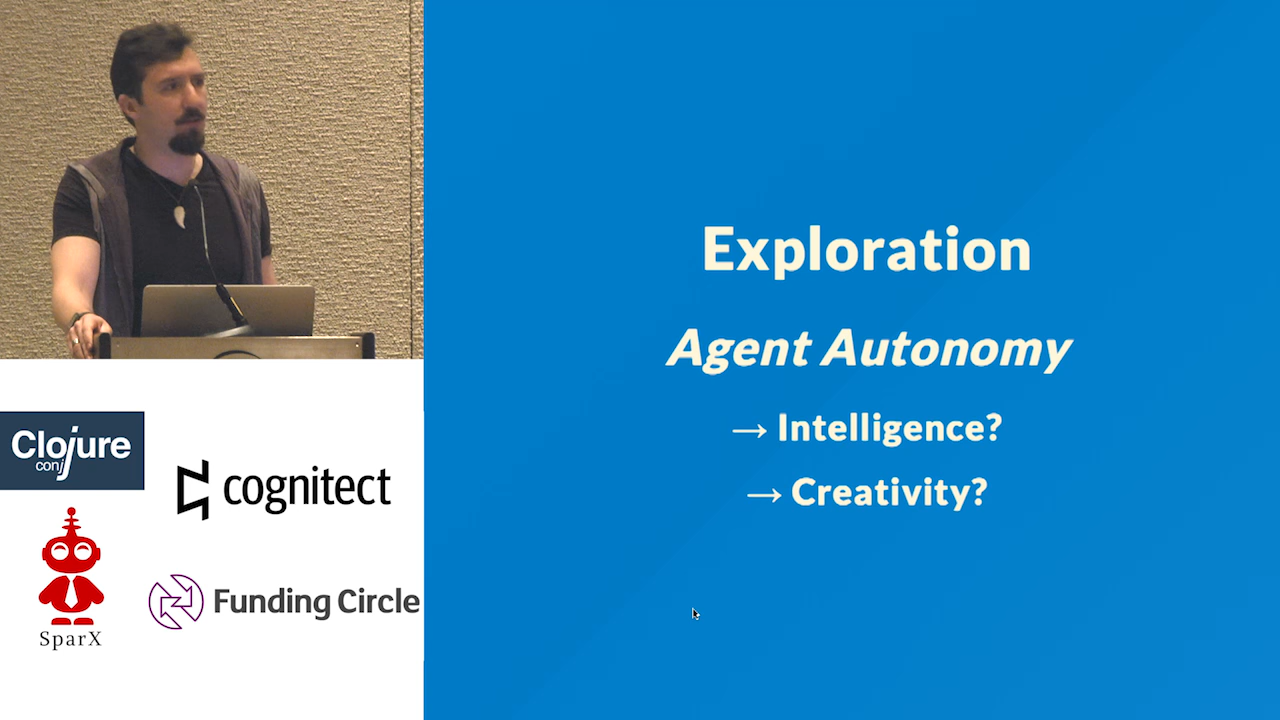 Exploration
Agent Autonomy
→ Intelligence?
→ Creativity?
Clojure
conj
cognitect
SparX
Funding Circle